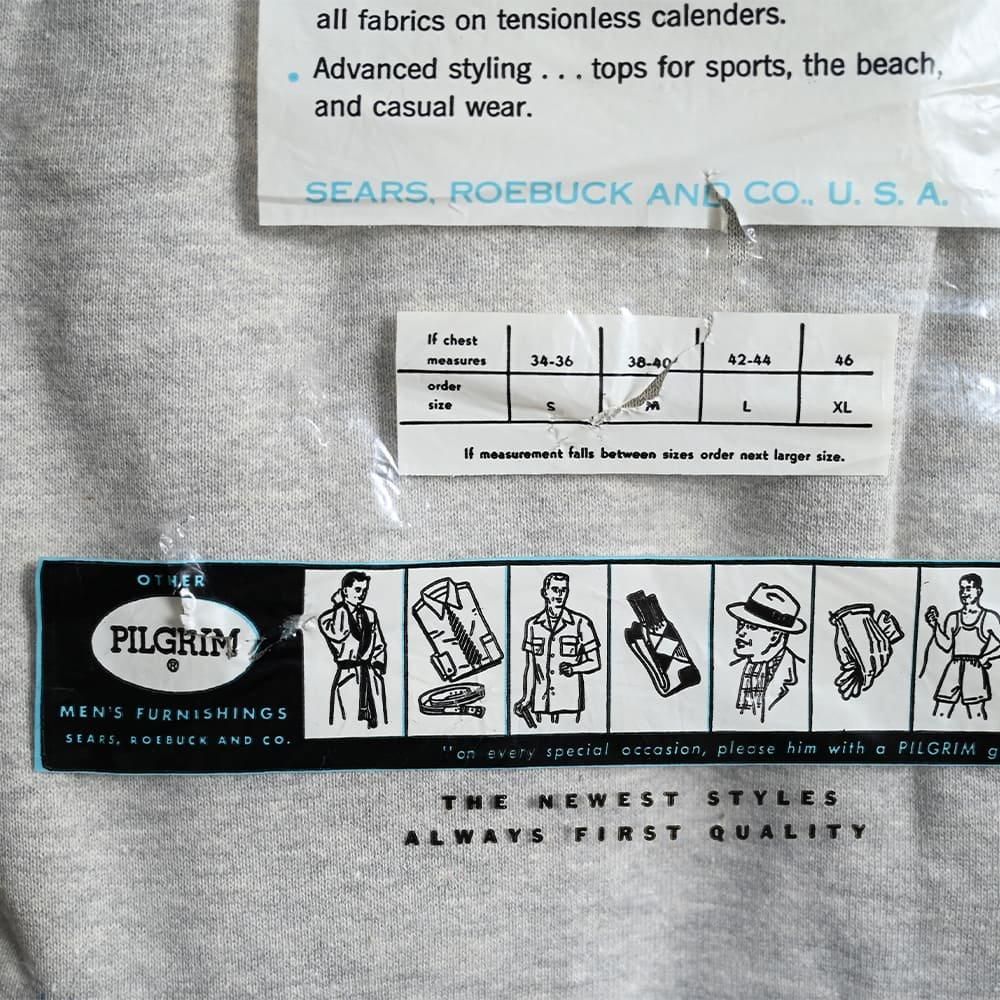 all fabrics on tensionless calenders.
• Advanced styling . . . tops for sports, the beach,
and casual wear.
SEARS, ROEBUCK AND CO., U. S. A.
If chest measures 34-36 38-40 42-44 46
order size S M L XL
If measurement falls between sizes order next larger size.
OTHER
PILGRIM
®
MEN'S FURNISHINGS
SEARS, ROEBUCK AND CO.
"on every special occasion, please him with a PILGRIM g
THE NEWEST STYLES
ALWAYS FIRST QUALITY